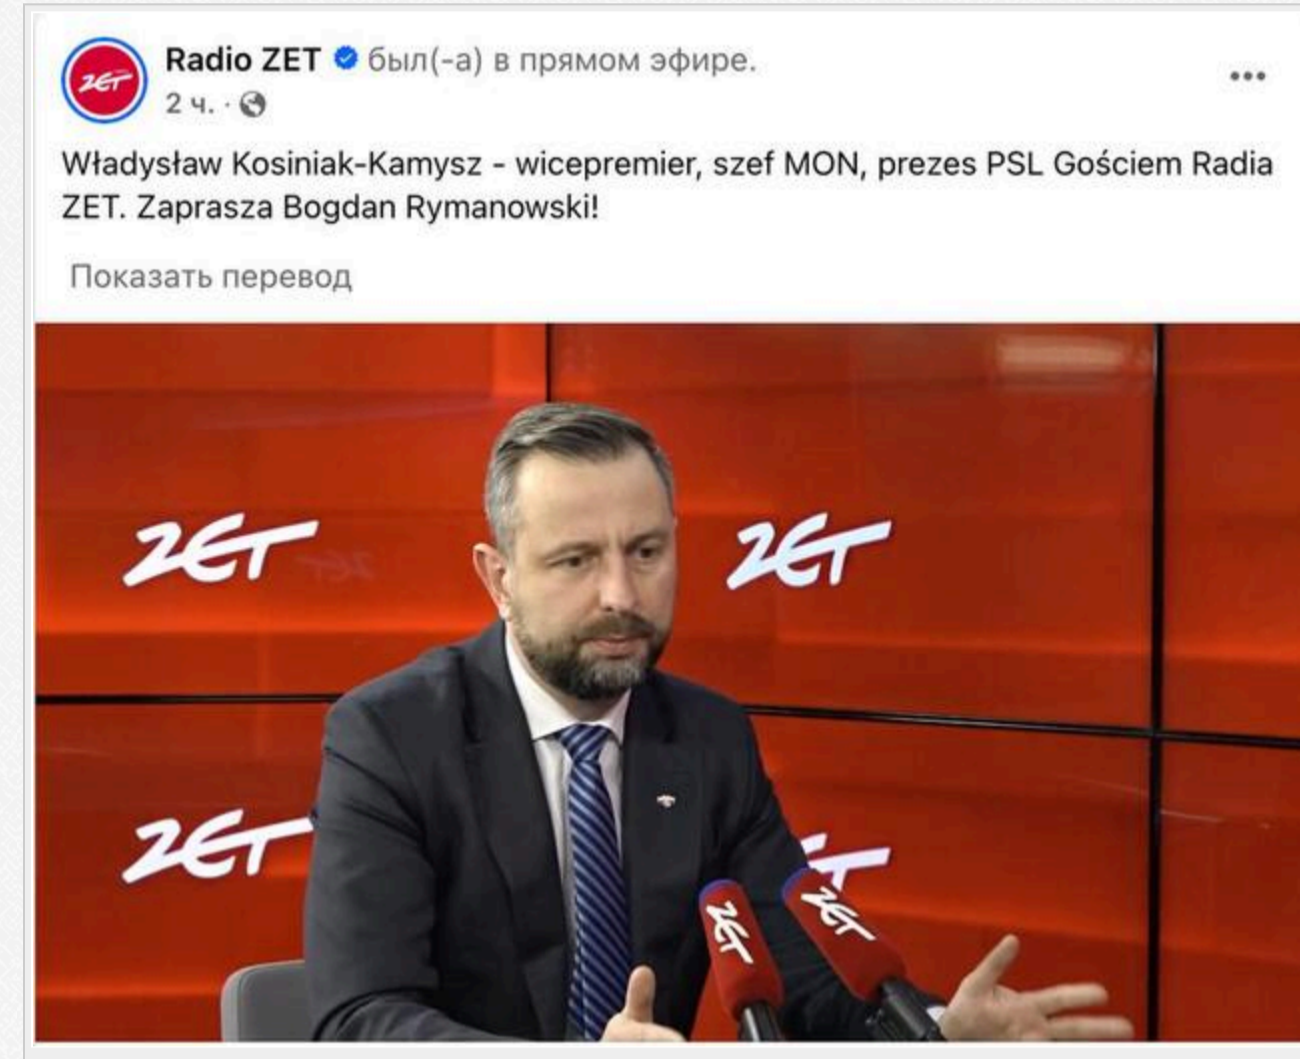 ZET
Radio ZET был(-а) в прямом эфире.
2 ч. ·
Władysław Kosiniak-Kamysz - wicepremier, szef MON, prezes PSL Gościem Radia
ZET. Zaprasza Bogdan Rymanowski!
Показать перевод
ZET
ZET
ZET
ZET
ZET